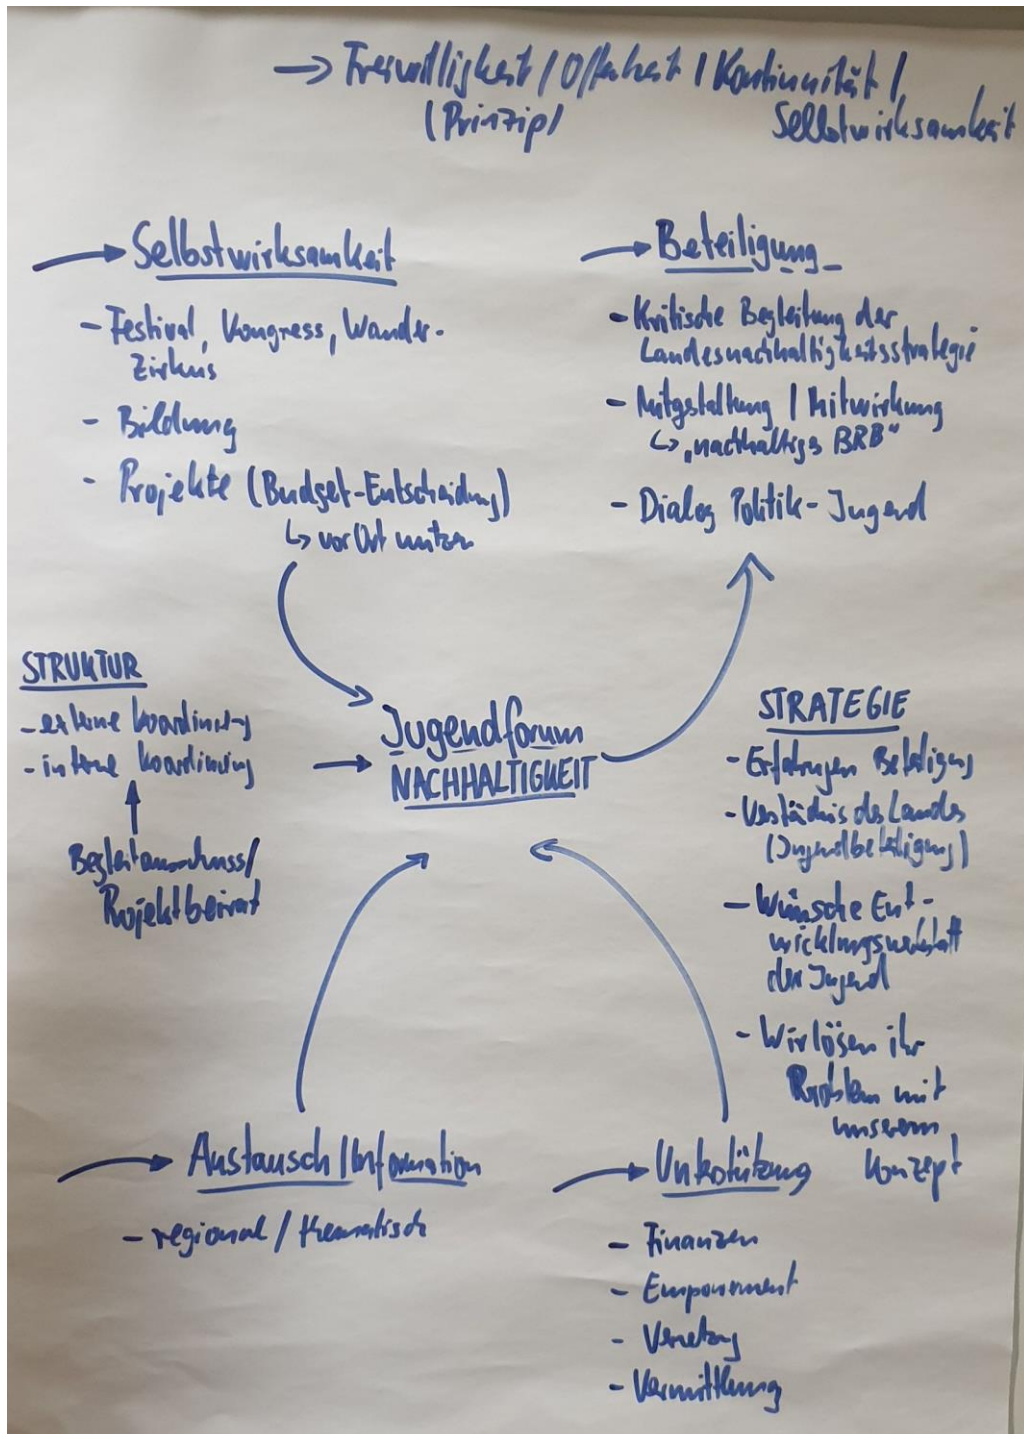 → Freiwilligkeit / Offenheit / Kontinuität /
(Prinzip) Selbstwirksamkeit
→ Selbstwirksamkeit
- Festival, Kongress, Wander-
Zirkus
- Bildung
- Projekte (Budget-Entscheidung)
↳ vor Ort nutzen
→ Beteiligung
- Kritische Begleitung der
Landesnachhaltigkeitsstrategie
- Mitgestaltung / Mitwirkung
↳ „nachhaltiges BRB"
- Dialog Politik - Jugend
STRUKTUR
- externe Koordinierung
- interne Koordinierung
Begleitausschuss/
Projektbeirat
→ Jugendforum
NACHHALTIGKEIT
STRATEGIE
- Erfahrungen Beteiligung
- Verständnis des Landes
(Jugendbeteiligung)
- Wünsche Ent-
wicklungswerkstatt
der Jugend
- Wir lösen ihr
Problem mit
unserem
Konzept
→ Austausch / Information
- regional / thematisch
→ Unterstützung
- Finanzen
- Empowerment
- Vernetzung
- Vermittlung